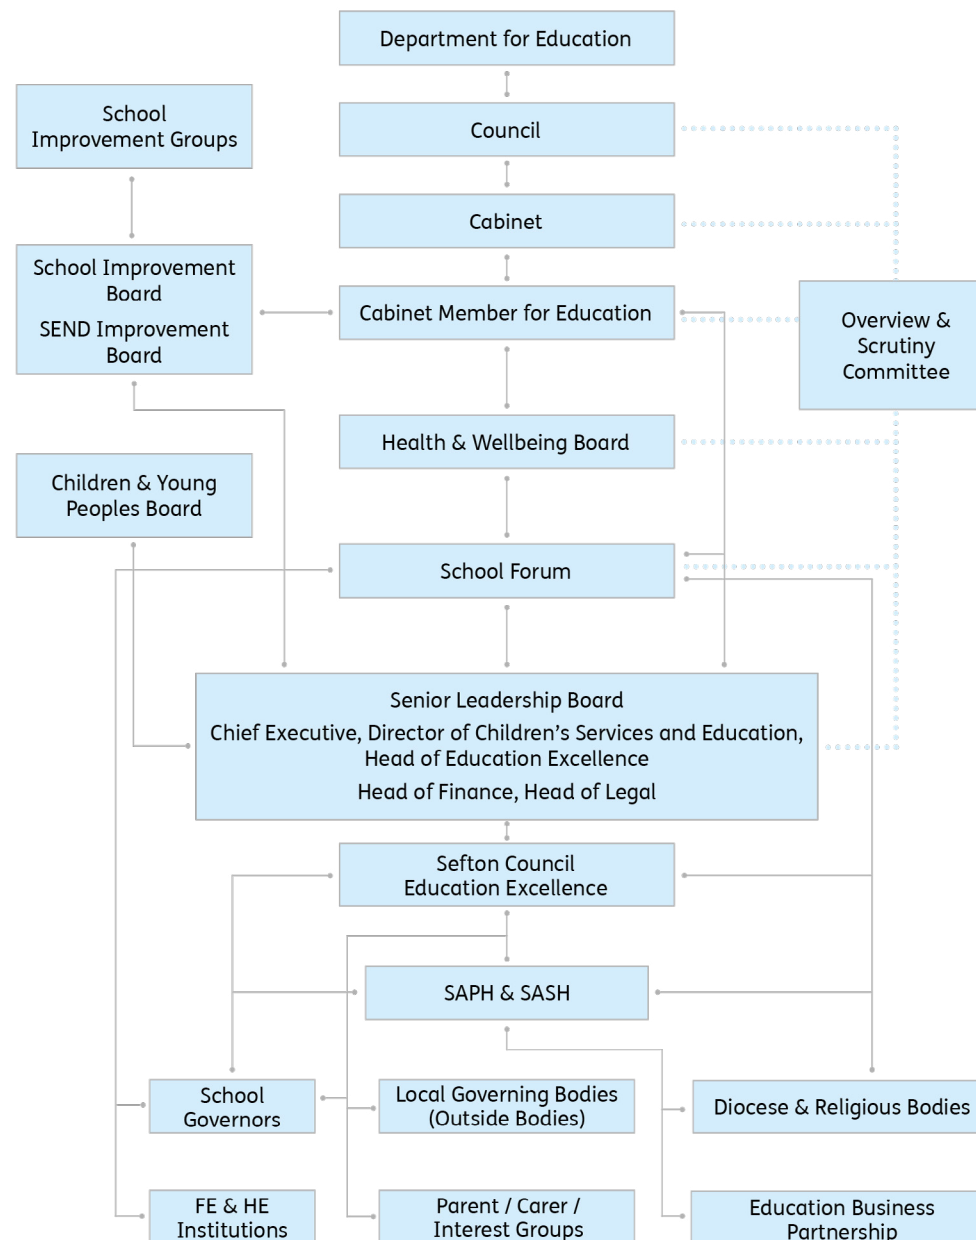 Department for Education
School
Improvement Groups
Council
Cabinet
School Improvement
Board
SEND Improvement
Board
Cabinet Member for Education
Overview &
Scrutiny
Committee
Health & Wellbeing Board
Children & Young
Peoples Board
School Forum
Senior Leadership Board
Chief Executive, Director of Children’s Services and Education,
Head of Education Excellence
Head of Finance, Head of Legal
Sefton Council
Education Excellence
SAPH & SASH
School
Governors
Local Governing Bodies
(Outside Bodies)
Diocese & Religious Bodies
FE & HE
Institutions
Parent / Carer /
Interest Groups
Education Business
Partnership